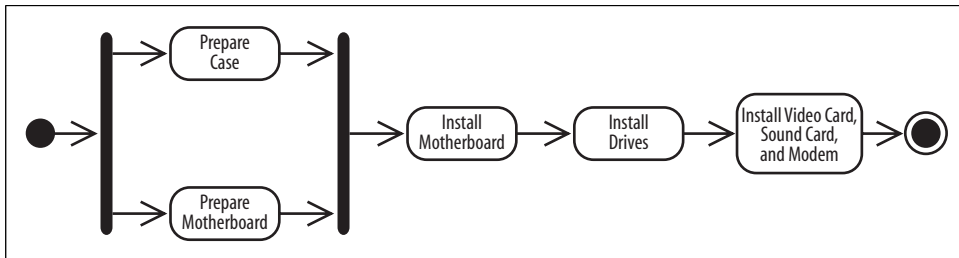 Prepare
Case
Prepare
Motherboard
Install
Motherboard
Install
Drives
Install Video Card,
Sound Card,
and Modem